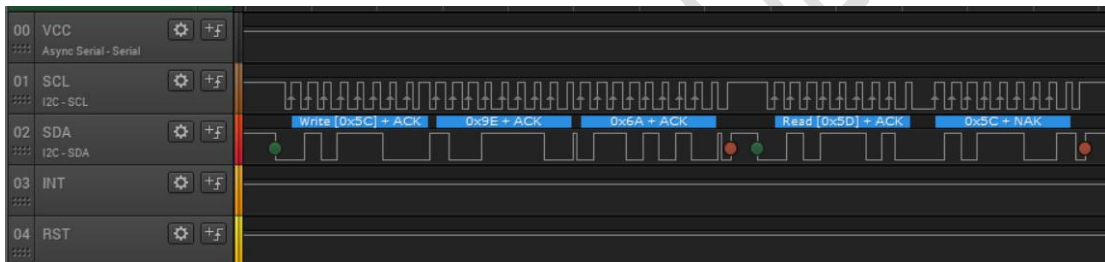 00 VCC
Async Serial - Serial
01 SCL
I2C - SCL
Write [0x5C] + ACK 0x9E + ACK 0x6A + ACK Read [0x5D] + ACK 0x5C + NAK
02 SDA
I2C - SDA
03 INT
04 RST